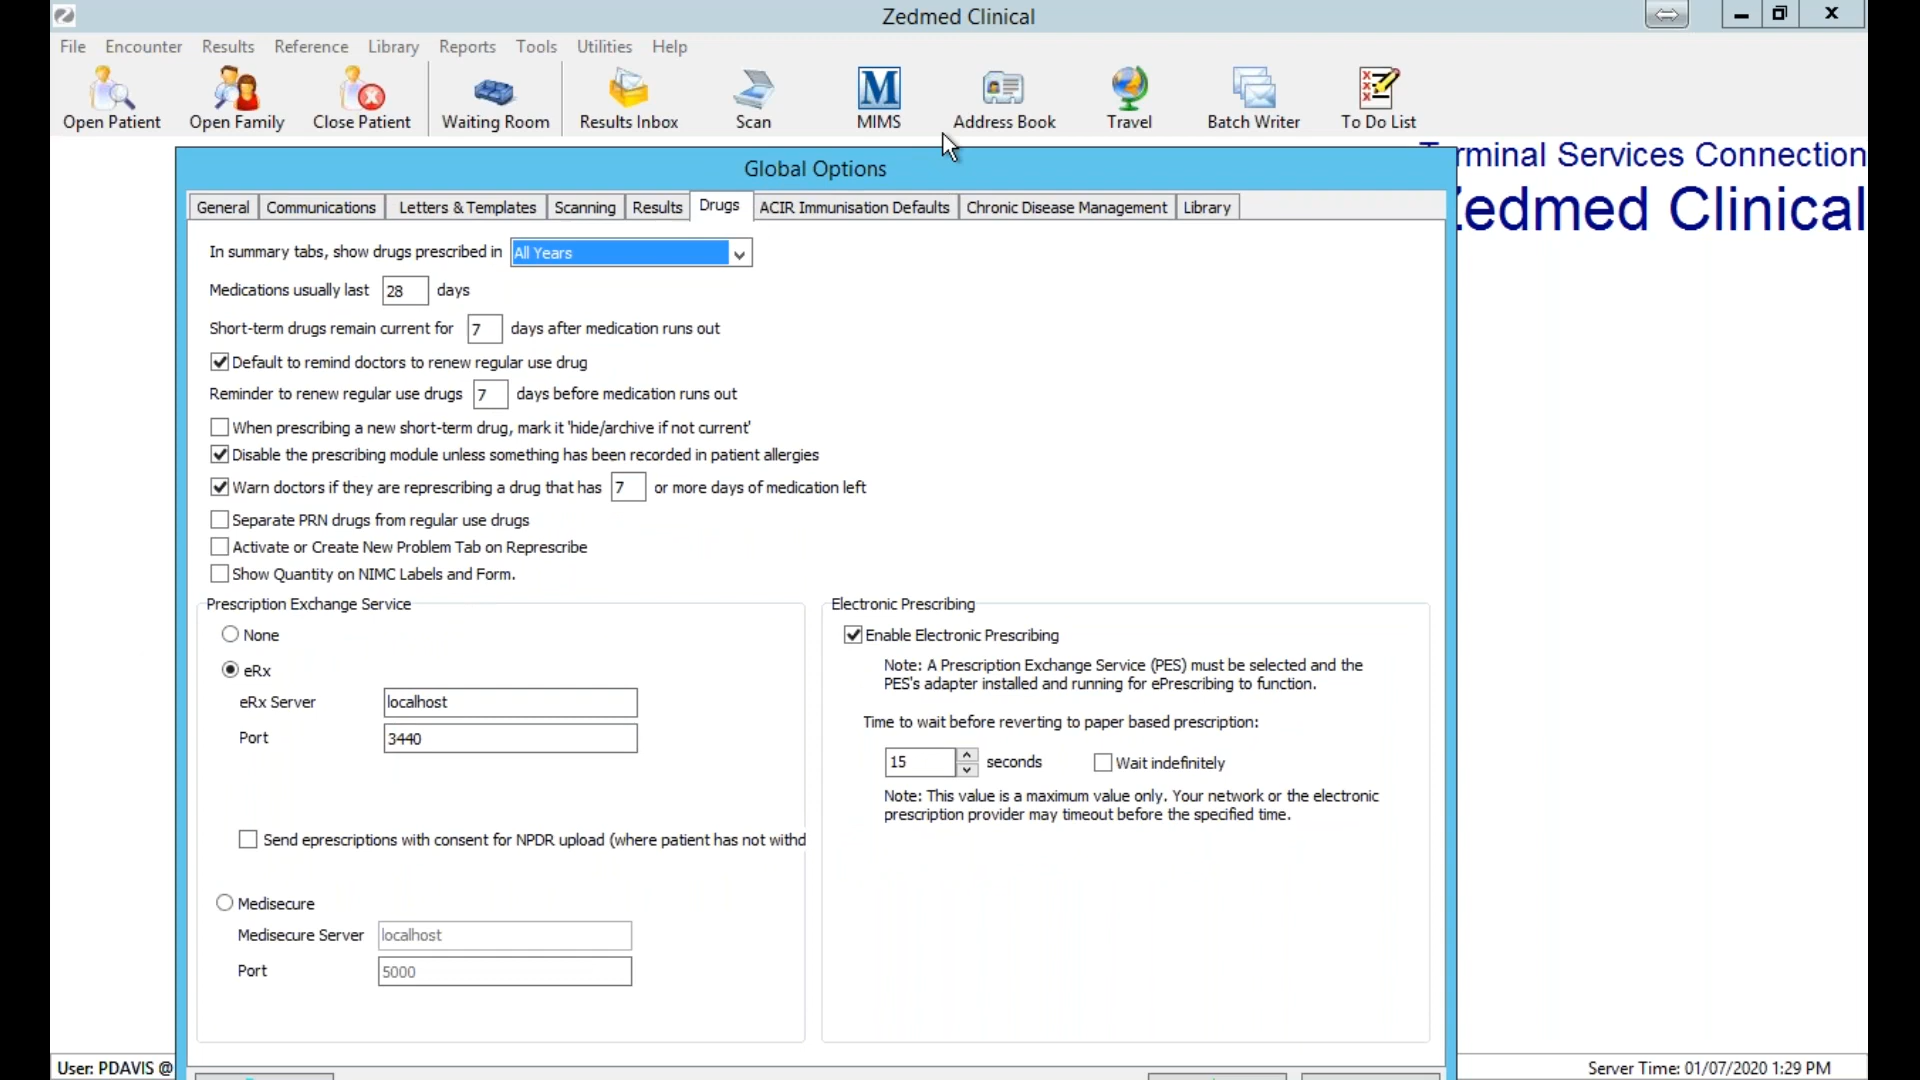 Zedmed Clinical
File Encounter Results Reference Library Reports Tools Utilities Help
Open Patient Open Family Close Patient Waiting Room Results Inbox Scan MIMS Address Book Travel Batch Writer To Do List
Terminal Services Connection
Zedmed Clinical
Global Options
General Communications Letters & Templates Scanning Results Drugs ACIR Immunisation Defaults Chronic Disease Management Library
In summary tabs, show drugs prescribed in All Years
Medications usually last 28 days
Short-term drugs remain current for 7 days after medication runs out
Default to remind doctors to renew regular use drug
Reminder to renew regular use drugs 7 days before medication runs out
When prescribing a new short-term drug, mark it 'hide/archive if not current'
Disable the prescribing module unless something has been recorded in patient allergies
Warn doctors if they are represcribing a drug that has 7 or more days of medication left
Separate PRN drugs from regular use drugs
Activate or Create New Problem Tab on Represcribe
Show Quantity on NIMC Labels and Form.
Prescription Exchange Service
None
eRx
eRx Server localhost
Port 3440
Send eprescriptions with consent for NPDR upload (where patient has not withd
Medisecure
Medisecure Server localhost
Port 5000
Electronic Prescribing
Enable Electronic Prescribing
Note: A Prescription Exchange Service (PES) must be selected and the
PES's adapter installed and running for ePrescribing to function.
Time to wait before reverting to paper based prescription:
15 seconds Wait indefinitely
Note: This value is a maximum value only. Your network or the electronic
prescription provider may timeout before the specified time.
User: PDAVIS @
Server Time: 01/07/2020 1:29 PM